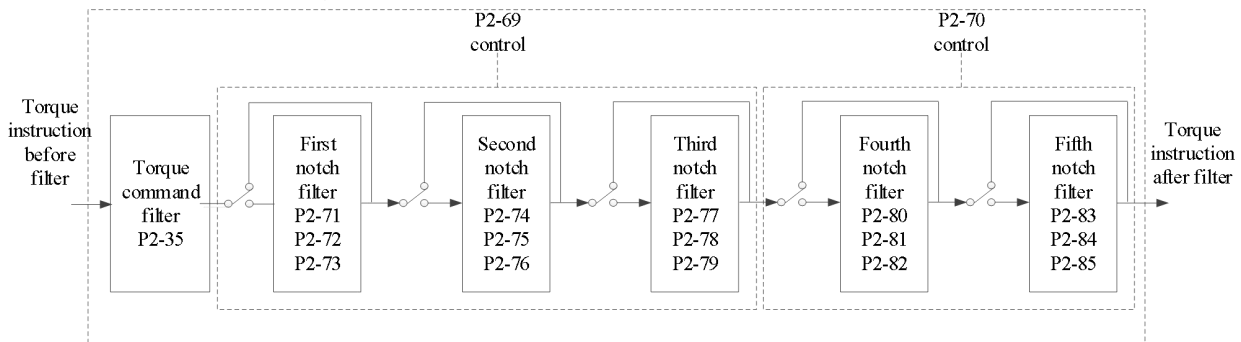 P2-69
control
P2-70
control
Torque
instruction
before
filter
Torque
command
filter
P2-35
First
notch
filter
P2-71
P2-72
P2-73
Second
notch
filter
P2-74
P2-75
P2-76
Third
notch
filter
P2-77
P2-78
P2-79
Fourth
notch
filter
P2-80
P2-81
P2-82
Fifth
notch
filter
P2-83
P2-84
P2-85
Torque
instruction
after filter